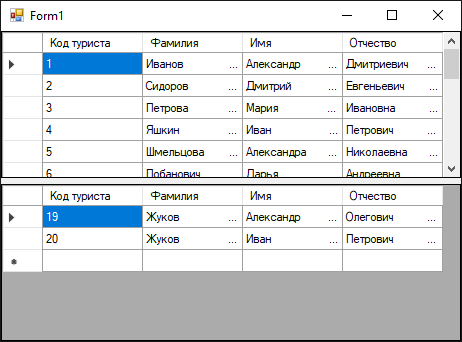 Form1
Код туриста Фамилия Имя Отчество
1 Иванов ... Александр ... Дмитриевич ...
2 Сидоров ... Дмитрий ... Евгеньевич ...
3 Петрова ... Мария ... Ивановна ...
4 Яшкин ... Иван ... Петрович ...
5 Шмельцова ... Александра ... Николаевна ...
6 Лобанович Дарья Андреевна
Код туриста Фамилия Имя Отчество
19 Жуков ... Александр ... Олегович ...
20 Жуков ... Иван ... Петрович ...